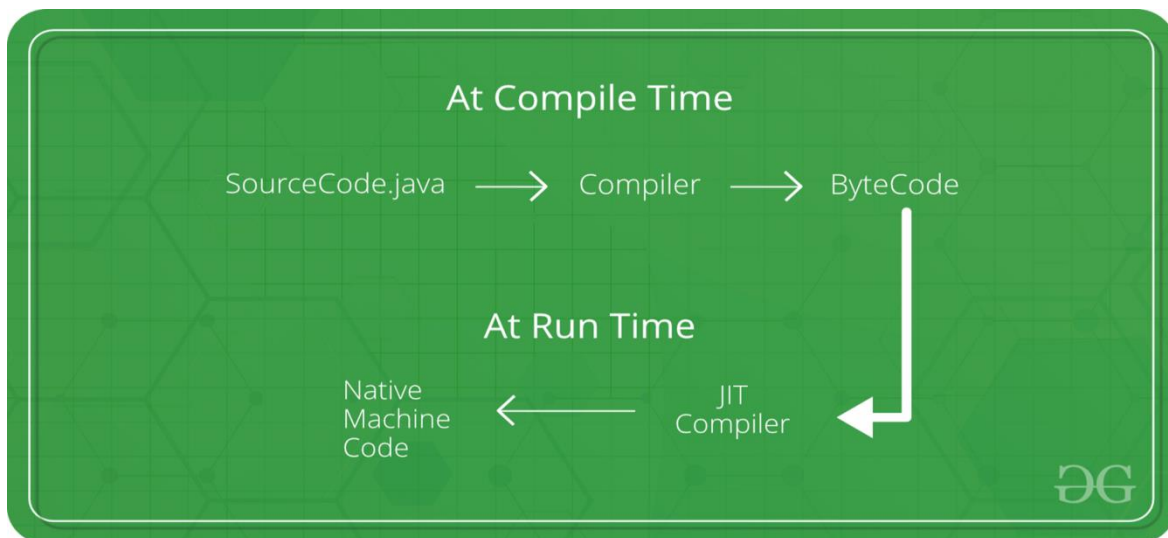 At Compile Time
SourceCode.java
Compiler
ByteCode
At Run Time
Native
Machine
Code
JIT
Compiler